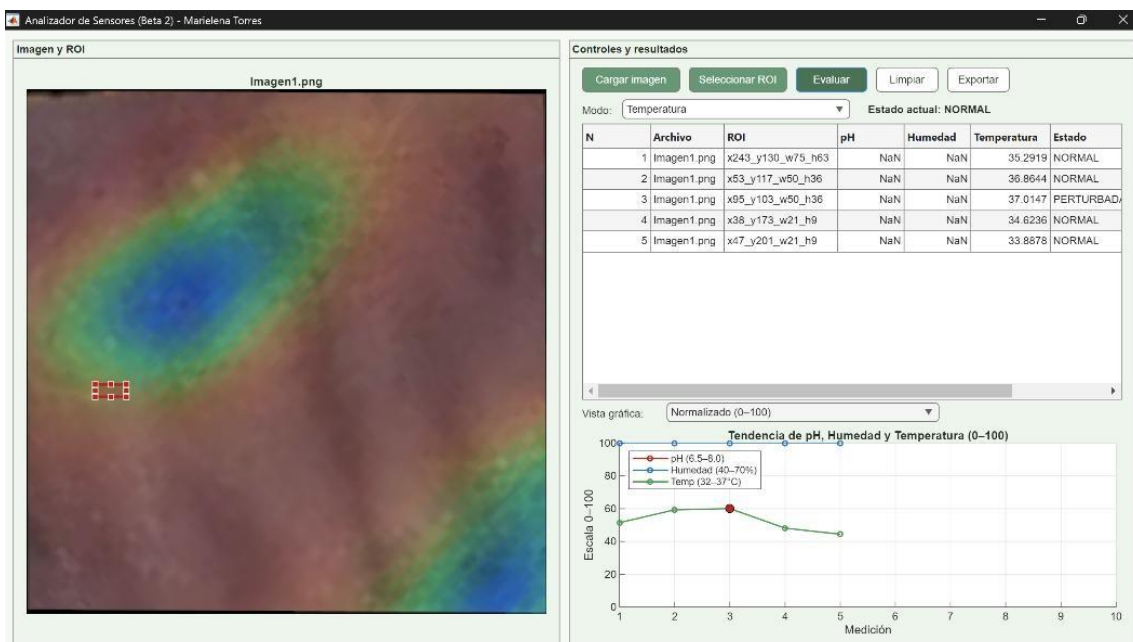 Analizador de Sensores (Beta 2) - Marielena Torres
Imagen y ROI
Imagen1.png
Controles y resultados
Cargar imagen Seleccionar ROI Evaluar Limpiar Exportar
Modo: Temperatura Estado actual: NORMAL
N Archivo ROI pH Humedad Temperatura Estado
1 Imagen1.png x243_y130_w75_h63 NaN NaN 35.2919 NORMAL
2 Imagen1.png x53_y117_w50_h36 NaN NaN 36.8644 NORMAL
3 Imagen1.png x95_y103_w50_h36 NaN NaN 37.0147 PERTURBADA
4 Imagen1.png x38_y173_w21_h9 NaN NaN 34.6236 NORMAL
5 Imagen1.png x47_y201_w21_h9 NaN NaN 33.8878 NORMAL
Vista gráfica: Normalizado (0–100)
Tendencia de pH, Humedad y Temperatura (0–100)
pH (6.5–8.0)
Humedad (40–70%)
Temp (32–37°C)
Escala 0–100
100
80
60
40
20
0
1 2 3 4 5 6 7 8 9 10
Medición